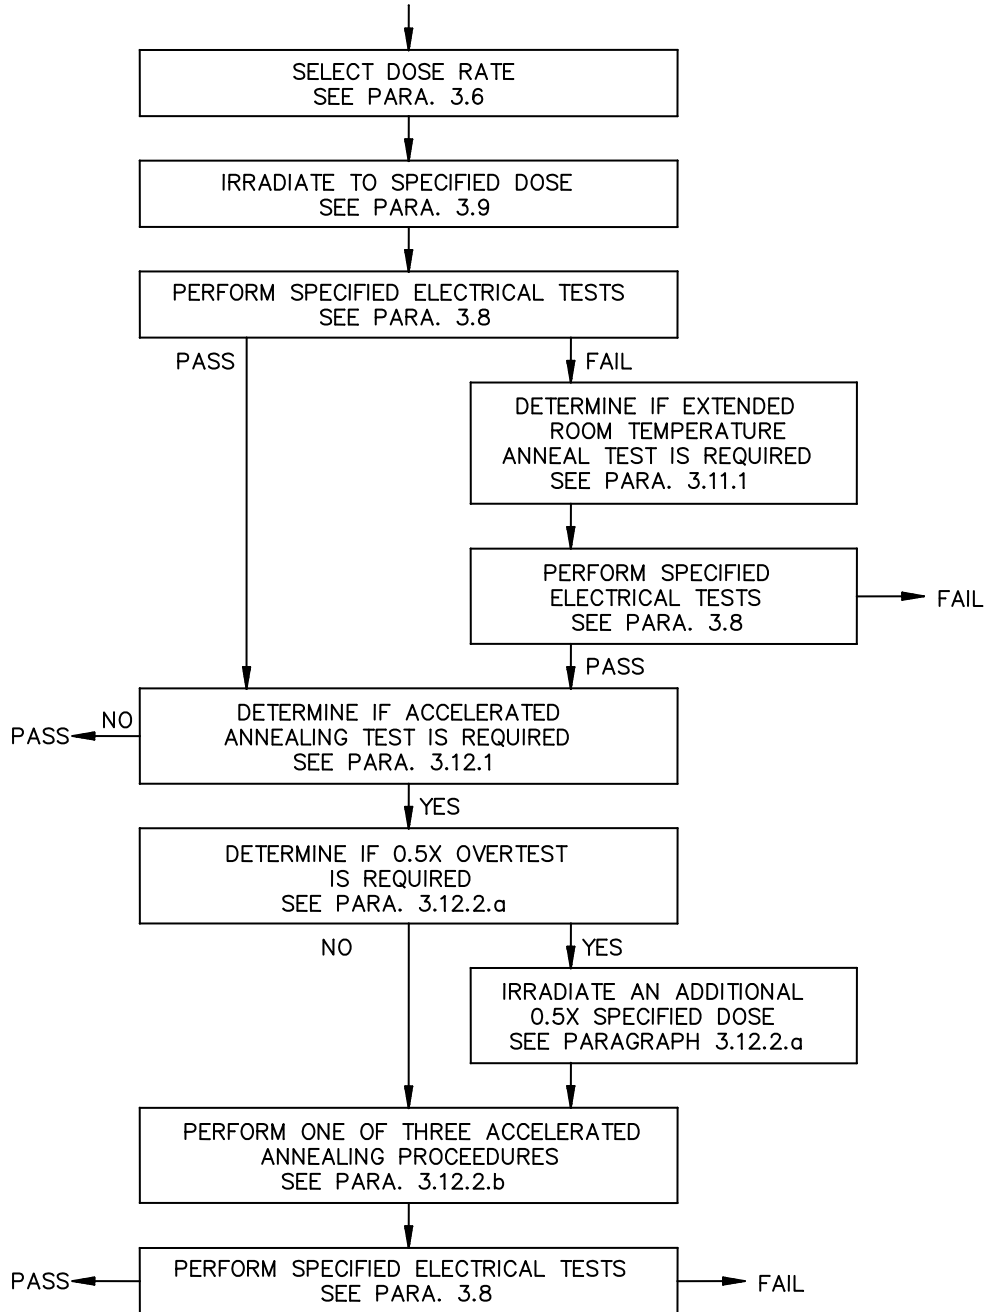 SELECT DOSE RATE
SEE PARA. 3.6
IRRADIATE TO SPECIFIED DOSE
SEE PARA. 3.9
PERFORM SPECIFIED ELECTRICAL TESTS
SEE PARA. 3.8
PASS
FAIL
DETERMINE IF EXTENDED
ROOM TEMPERATURE
ANNEAL TEST IS REQUIRED
SEE PARA. 3.11.1
PERFORM SPECIFIED
ELECTRICAL TESTS
SEE PARA. 3.8
FAIL
PASS
DETERMINE IF ACCELERATED
ANNEALING TEST IS REQUIRED
SEE PARA. 3.12.1
NO
PASS
YES
DETERMINE IF 0.5X OVERTEST
IS REQUIRED
SEE PARA. 3.12.2.a
NO
YES
IRRADIATE AN ADDITIONAL
0.5X SPECIFIED DOSE
SEE PARAGRAPH 3.12.2.a
PERFORM ONE OF THREE ACCELERATED
ANNEALING PROCEEDURES
SEE PARA. 3.12.2.b
PERFORM SPECIFIED ELECTRICAL TESTS
SEE PARA. 3.8
PASS
FAIL